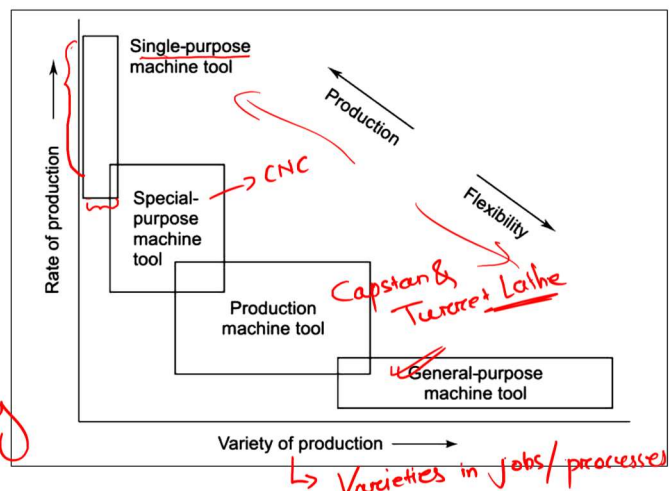 Single-purpose
machine tool
Production
Flexibility
Rate of production
Special-
purpose
machine
tool
→ CNC
Production
machine tool
Capstan &
Turret Lathe
General-purpose
machine tool
Variety of production
↳ Varieties in jobs/processes